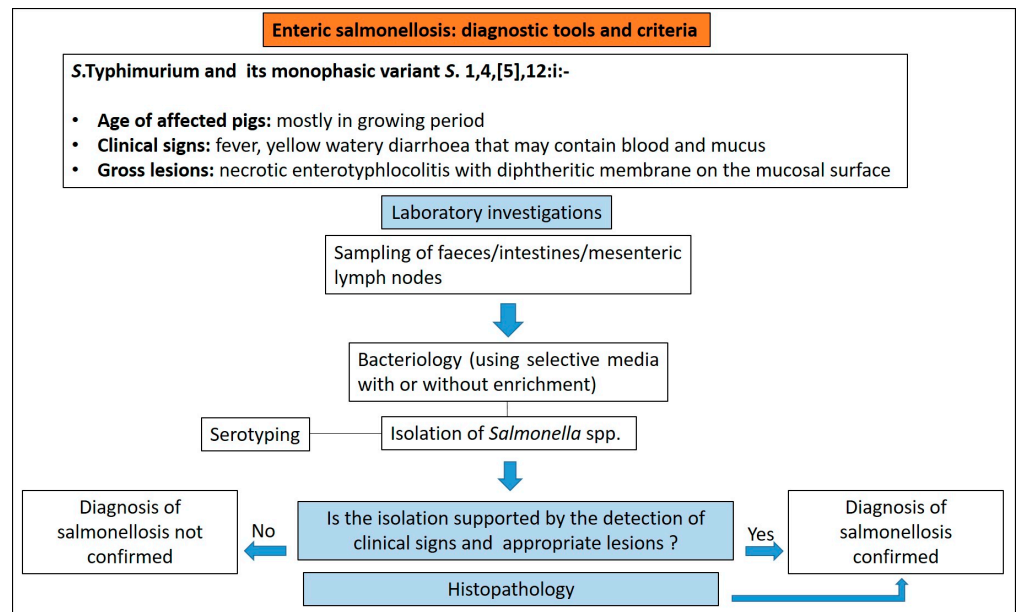 Enteric salmonellosis: diagnostic tools and criteria
S.Typhimurium and its monophasic variant S. 1,4,[5],12:i:-
• Age of affected pigs: mostly in growing period
• Clinical signs: fever, yellow watery diarrhoea that may contain blood and mucus
• Gross lesions: necrotic enterotyphlocolitis with diphtheritic membrane on the mucosal surface
Laboratory investigations
Sampling of faeces/intestines/mesenteric
lymph nodes
Bacteriology (using selective media
with or without enrichment)
Serotyping
Isolation of Salmonella spp.
Diagnosis of
salmonellosis not
confirmed
No
Is the isolation supported by the detection of
clinical signs and appropriate lesions ?
Yes
Diagnosis of
salmonellosis
confirmed
Histopathology